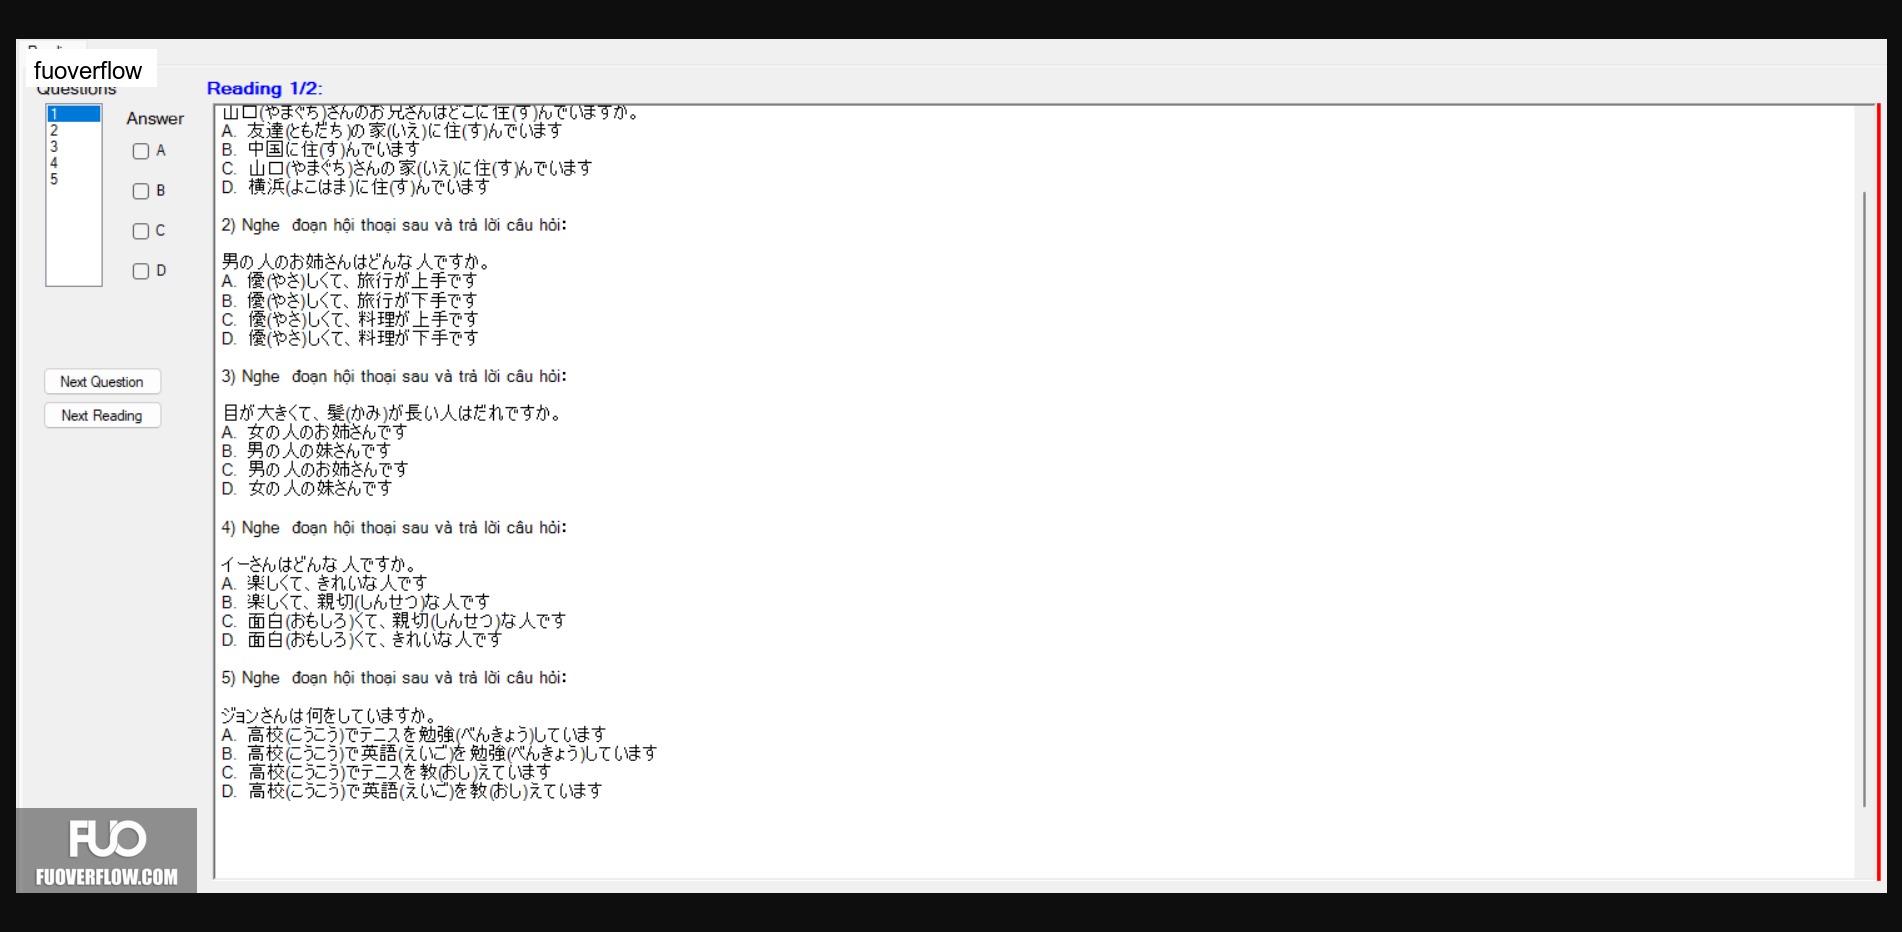 fuoverflow
Questions
1
2
3
4
5
Answer
A
B
C
D
Next Question
Next Reading
Reading 1/2:
山口(やまぐち)さんのお兄さんはどこに住(す)んでいますか。
A. 友達(ともだち)の家(いえ)に住(す)んでいます
B. 中国に住(す)んでいます
C. 山口(やまぐち)さんの家(いえ)に住(す)んでいます
D. 横浜(よこはま)に住(す)んでいます
2) Nghe đoạn hội thoại sau và trả lời câu hỏi:
男の人のお姉さんはどんな人ですか。
A. 優(やさ)しくて、旅行が上手です
B. 優(やさ)しくて、旅行が下手です
C. 優(やさ)しくて、料理が上手です
D. 優(やさ)しくて、料理が下手です
3) Nghe đoạn hội thoại sau và trả lời câu hỏi:
目が大きくて、髪(かみ)が長い人はだれですか。
A. 女の人のお姉さんです
B. 男の人の妹さんです
C. 男の人のお姉さんです
D. 女の人の妹さんです
4) Nghe đoạn hội thoại sau và trả lời câu hỏi:
イーさんはどんな人ですか。
A. 楽しくて、きれいな人です
B. 楽しくて、親切(しんせつ)な人です
C. 面白(おもしろ)くて、親切(しんせつ)な人です
D. 面白(おもしろ)くて、きれいな人です
5) Nghe đoạn hội thoại sau và trả lời câu hỏi:
ジョンさんは何をしていますか。
A. 高校(こうこう)でテニスを勉強(べんきょう)しています
B. 高校(こうこう)で英語(えいご)を勉強(べんきょう)しています
C. 高校(こうこう)でテニスを教(おし)えています
D. 高校(こうこう)で英語(えいご)を教(おし)えています
FUO
FUOVERFLOW.COM